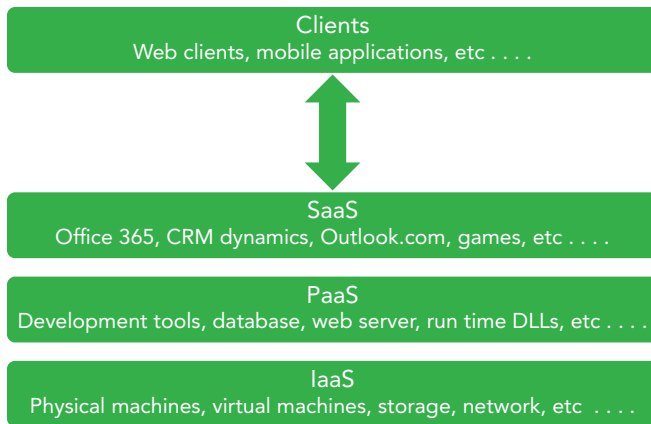 Clients
Web clients, mobile applications, etc . . . .
SaaS
Office 365, CRM dynamics, Outlook.com, games, etc . . . .
PaaS
Development tools, database, web server, run time DLLs, etc . . . .
IaaS
Physical machines, virtual machines, storage, network, etc . . . .